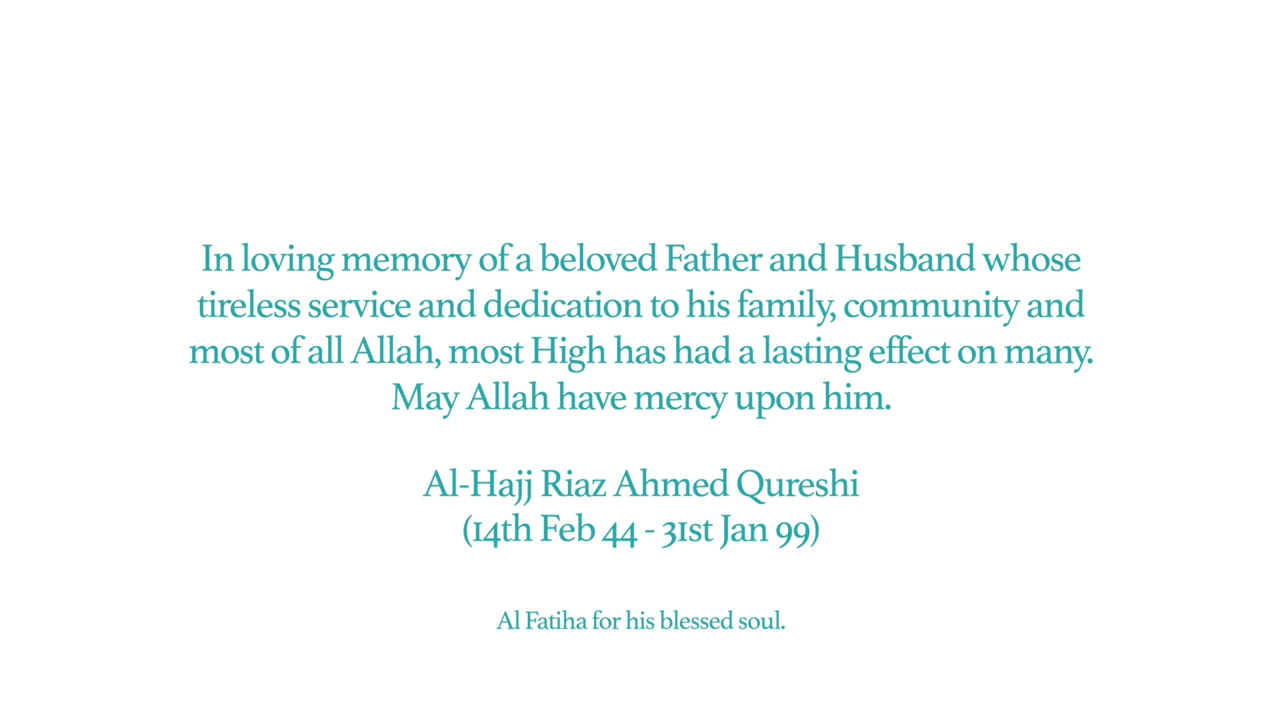 In loving memory of a beloved Father and Husband whose
tireless service and dedication to his family, community and
most of all Allah, most High has had a lasting effect on many.
May Allah have mercy upon him.
Al-Hajj Riaz Ahmed Qureshi
(14th Feb 44 - 31st Jan 99)
Al Fatiha for his blessed soul.